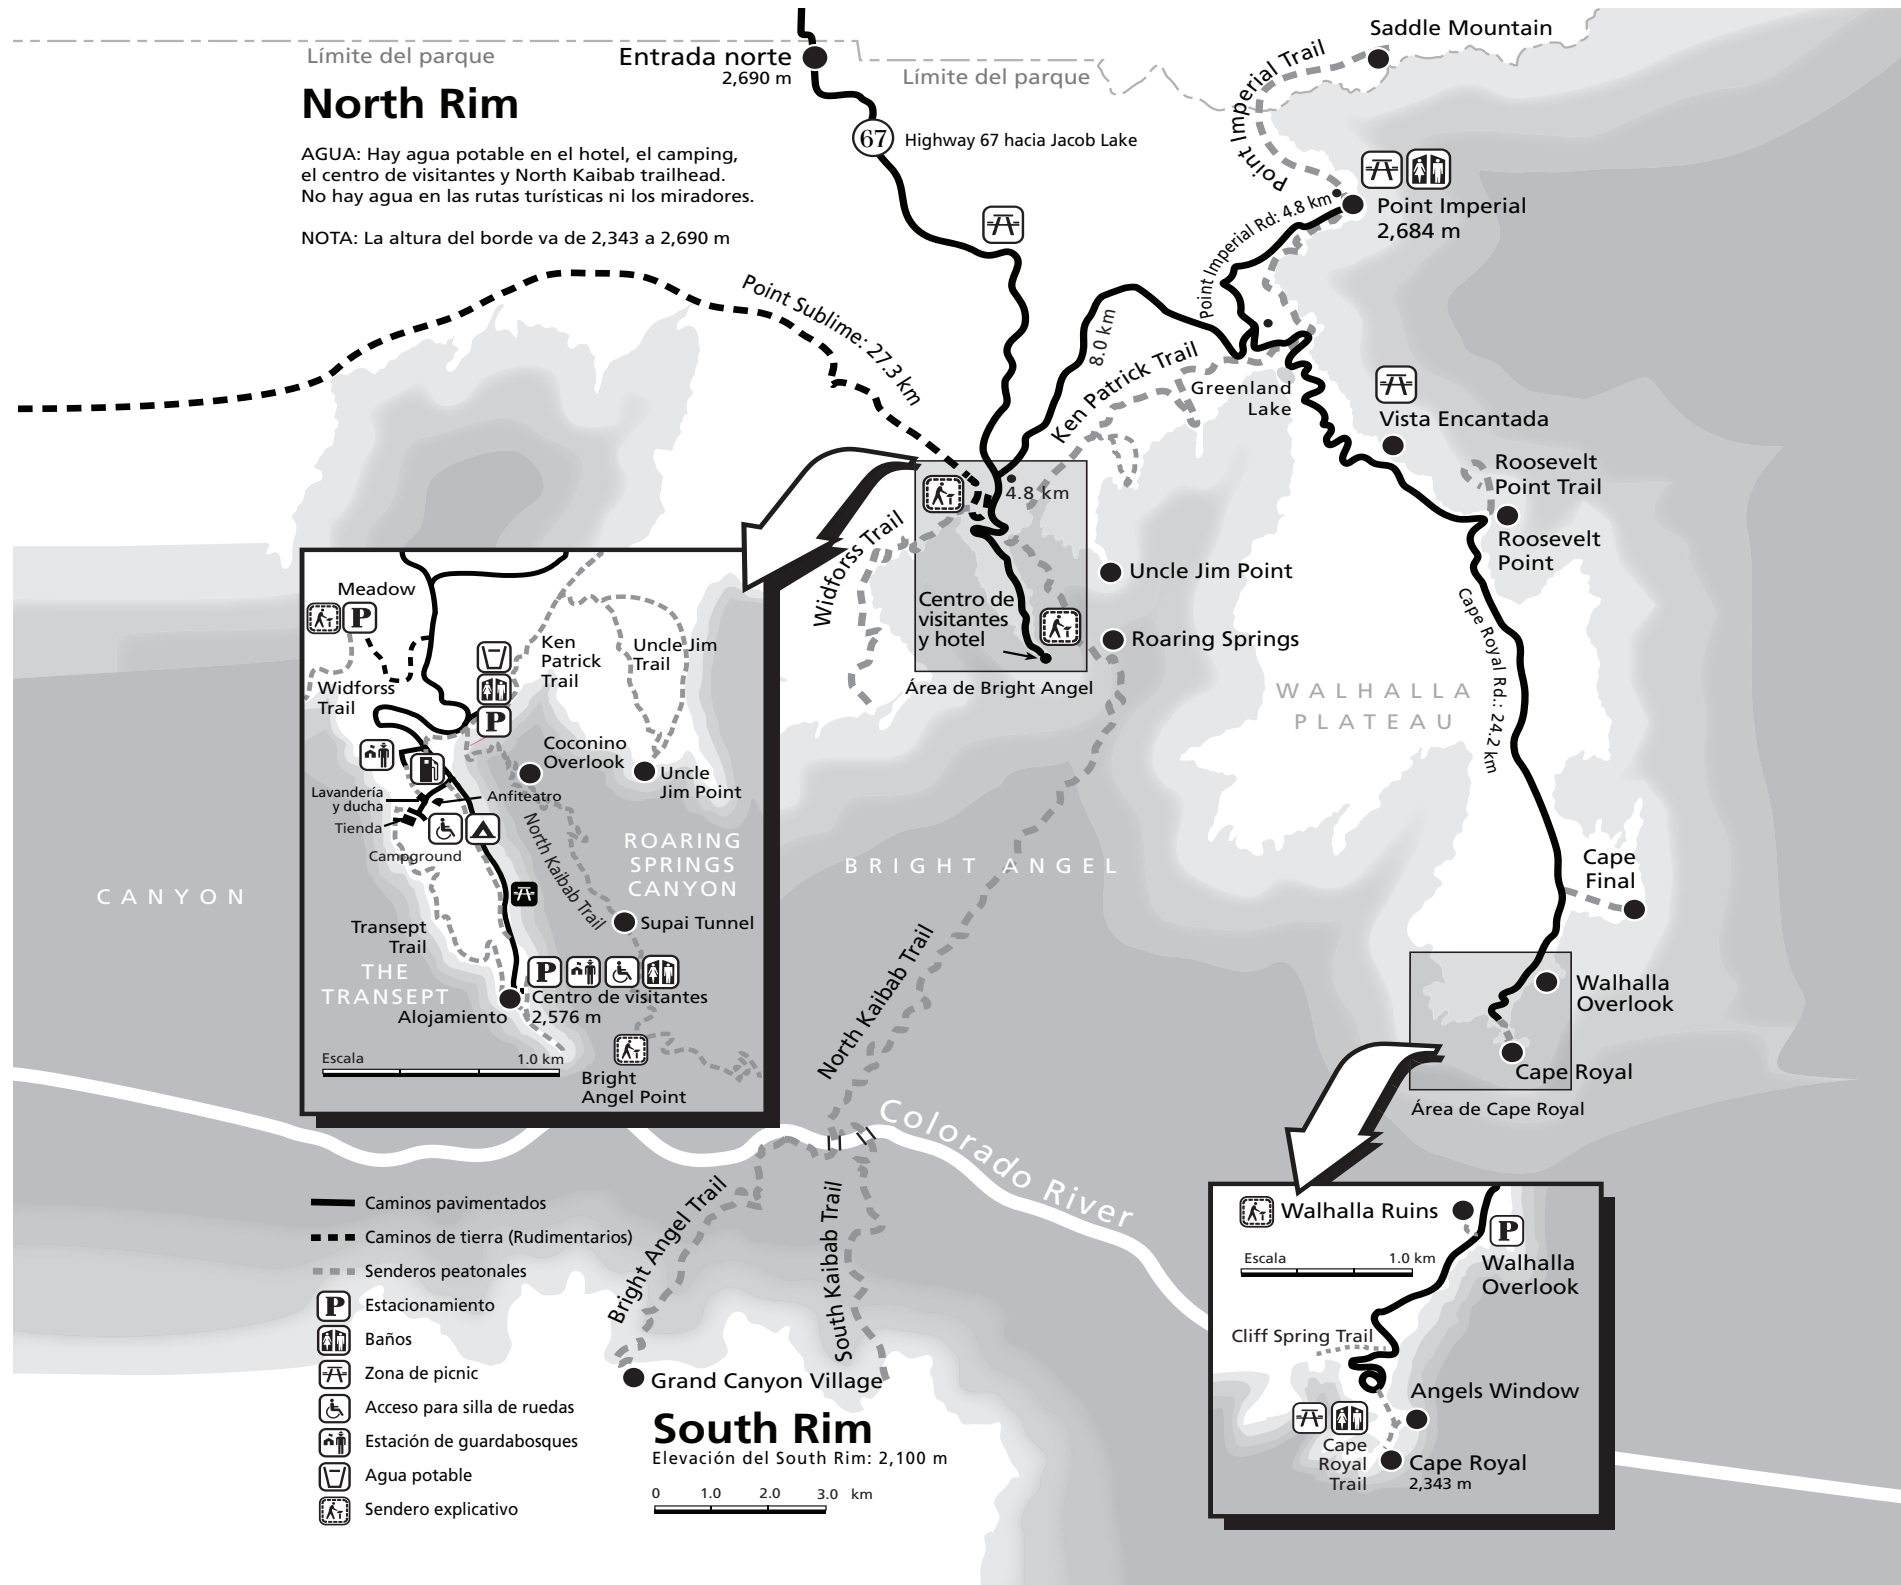 Saddle Mountain
Límite del parque
Entrada norte
2,690 m
Límite del parque
Point Imperial Trail
North Rim
67
Highway 67 hacia Jacob Lake
AGUA: Hay agua potable en el hotel, el camping,
el centro de visitantes y North Kaibab trailhead.
No hay agua en las rutas turísticas ni los miradores.
NOTA: La altura del borde va de 2,343 a 2,690 m
Point Imperial
2,684 m
Point Imperial Rd: 4.8 km
Point Sublime: 27.3 km
8.0 km
Ken Patrick Trail
Greenland
Lake
Vista Encantada
Roosevelt
Point Trail
Roosevelt
Point
4.8 km
Widforss Trail
Uncle Jim Point
Centro de
visitantes
y hotel
Roaring Springs
Área de Bright Angel
WALHALLA
PLATEAU
Cape Royal Rd.: 24.2 km
Meadow
P
Ken
Patrick
Trail
Uncle Jim
Trail
Widforss
Trail
P
Coconino
Overlook
Uncle
Jim Point
Lavandería
y ducha
Anfiteatro
Tienda
Campground
North Kaibab Trail
ROARING
SPRINGS
CANYON
Supai Tunnel
Transept
Trail
THE
TRANSEPT
P
Centro de visitantes
2,576 m
Alojamiento
Escala
1.0 km
Bright
Angel Point
CANYON
BRIGHT ANGEL
Cape
Final
North Kaibab Trail
Walhalla
Overlook
Cape Royal
Área de Cape Royal
Colorado River
Bright Angel Trail
South Kaibab Trail
Caminos pavimentados
Caminos de tierra (Rudimentarios)
Senderos peatonales
P
Estacionamiento
Baños
Zona de picnic
Acceso para silla de ruedas
Estación de guardabosques
Agua potable
Sendero explicativo
Grand Canyon Village
South Rim
Elevación del South Rim: 2,100 m
0 1.0 2.0 3.0 km
Walhalla Ruins
P
Escala
1.0 km
Walhalla
Overlook
Cliff Spring Trail
Angels Window
Cape
Royal
Trail
Cape Royal
2,343 m